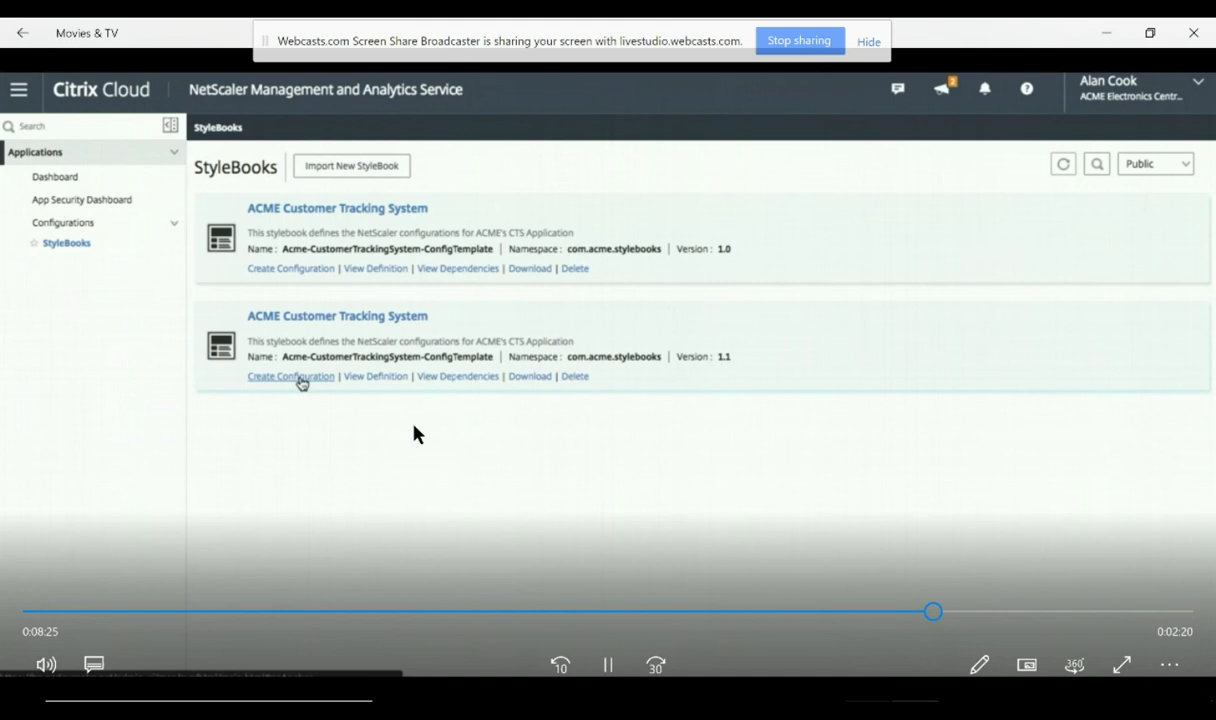 Movies & TV
Webcasts.com Screen Share Broadcaster is sharing your screen with livestudio.webcasts.com. Stop sharing Hide
Citrix Cloud NetScaler Management and Analytics Service 2 ? Alan Cook
ACME Electronics Centr...
Search
StyleBooks
Applications
Dashboard
App Security Dashboard
Configurations
StyleBooks
StyleBooks Import New StyleBook Public
ACME Customer Tracking System
This stylebook defines the NetScaler configurations for ACME's CTS Application
Name: Acme-CustomerTrackingSystem-ConfigTemplate | Namespace: com.acme.stylebooks | Version: 1.0
Create Configuration | View Definition | View Dependencies | Download | Delete
ACME Customer Tracking System
This stylebook defines the NetScaler configurations for ACME's CTS Application
Name: Acme-CustomerTrackingSystem-ConfigTemplate | Namespace: com.acme.stylebooks | Version: 1.1
Create Configuration | View Definition | View Dependencies | Download | Delete
0:08:25 0:02:20
10 30 360